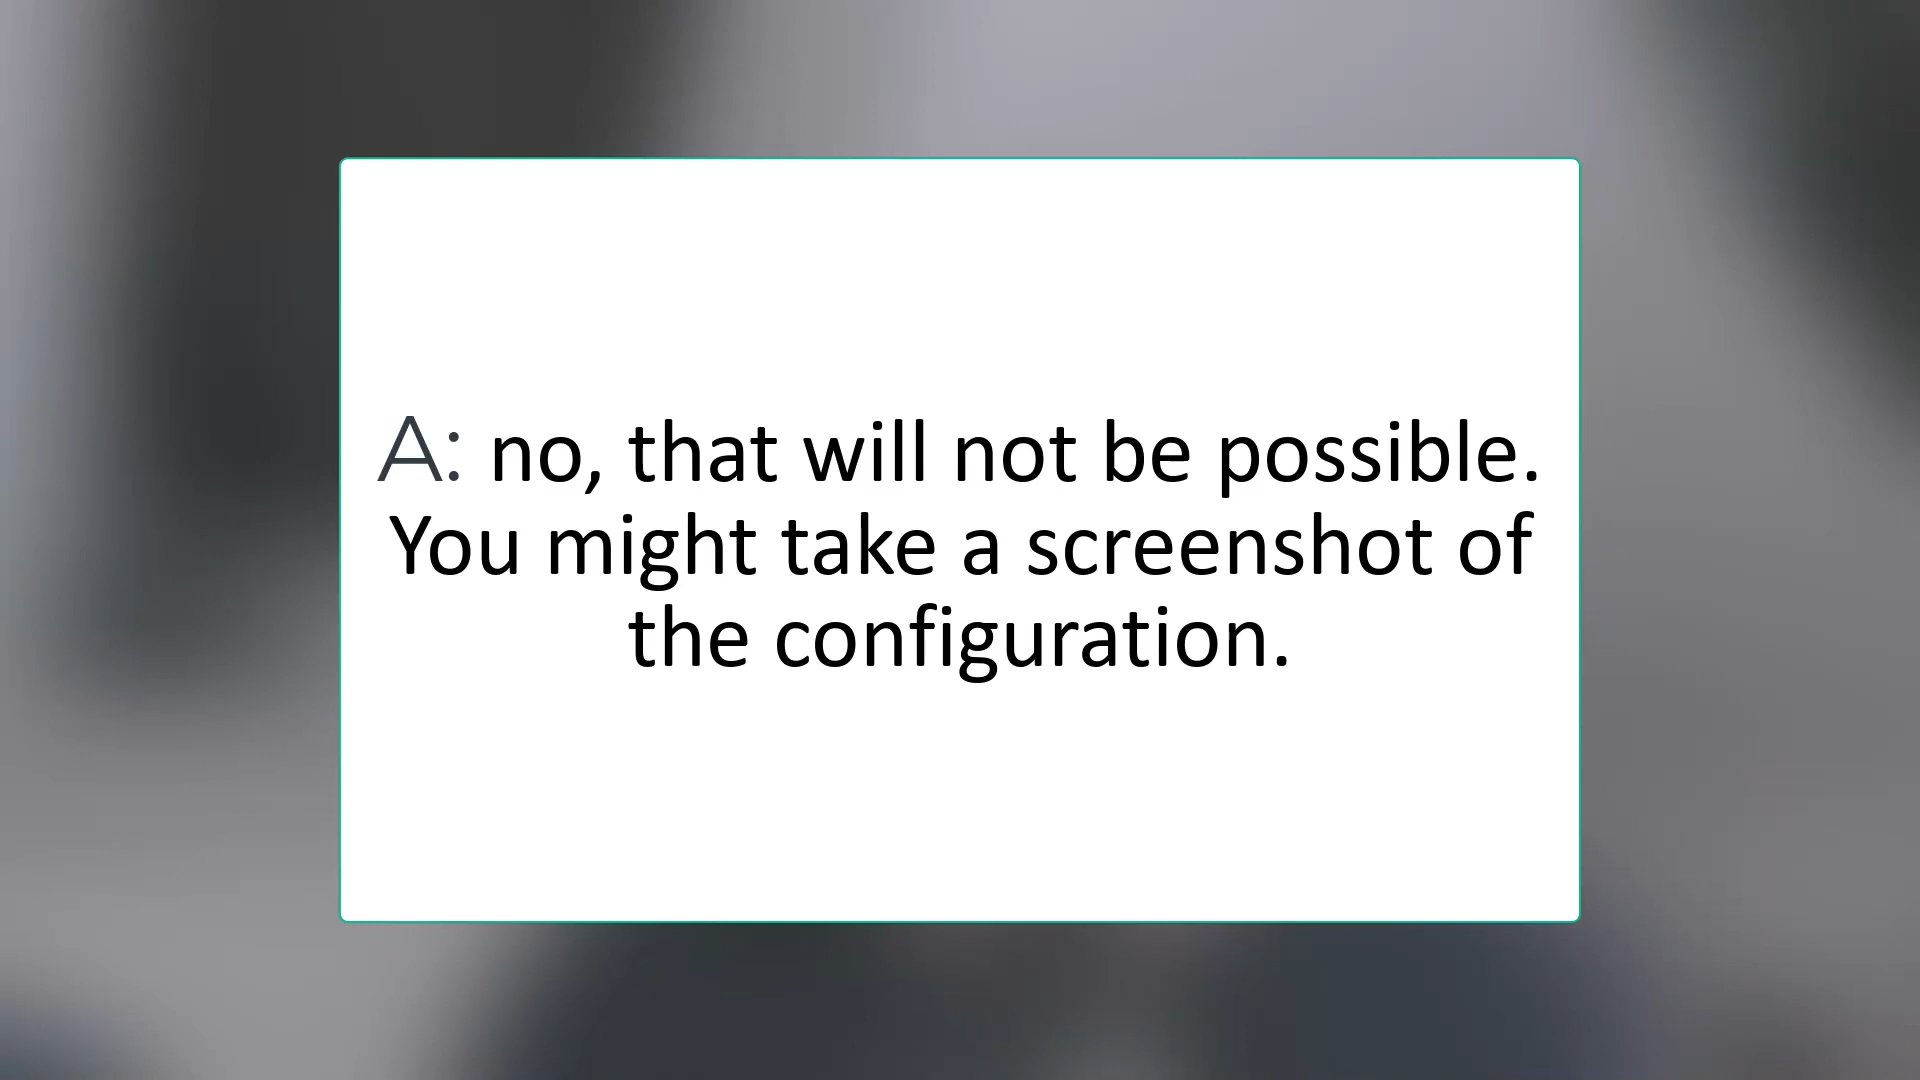 A: no, that will not be possible.
You might take a screenshot of
the configuration.